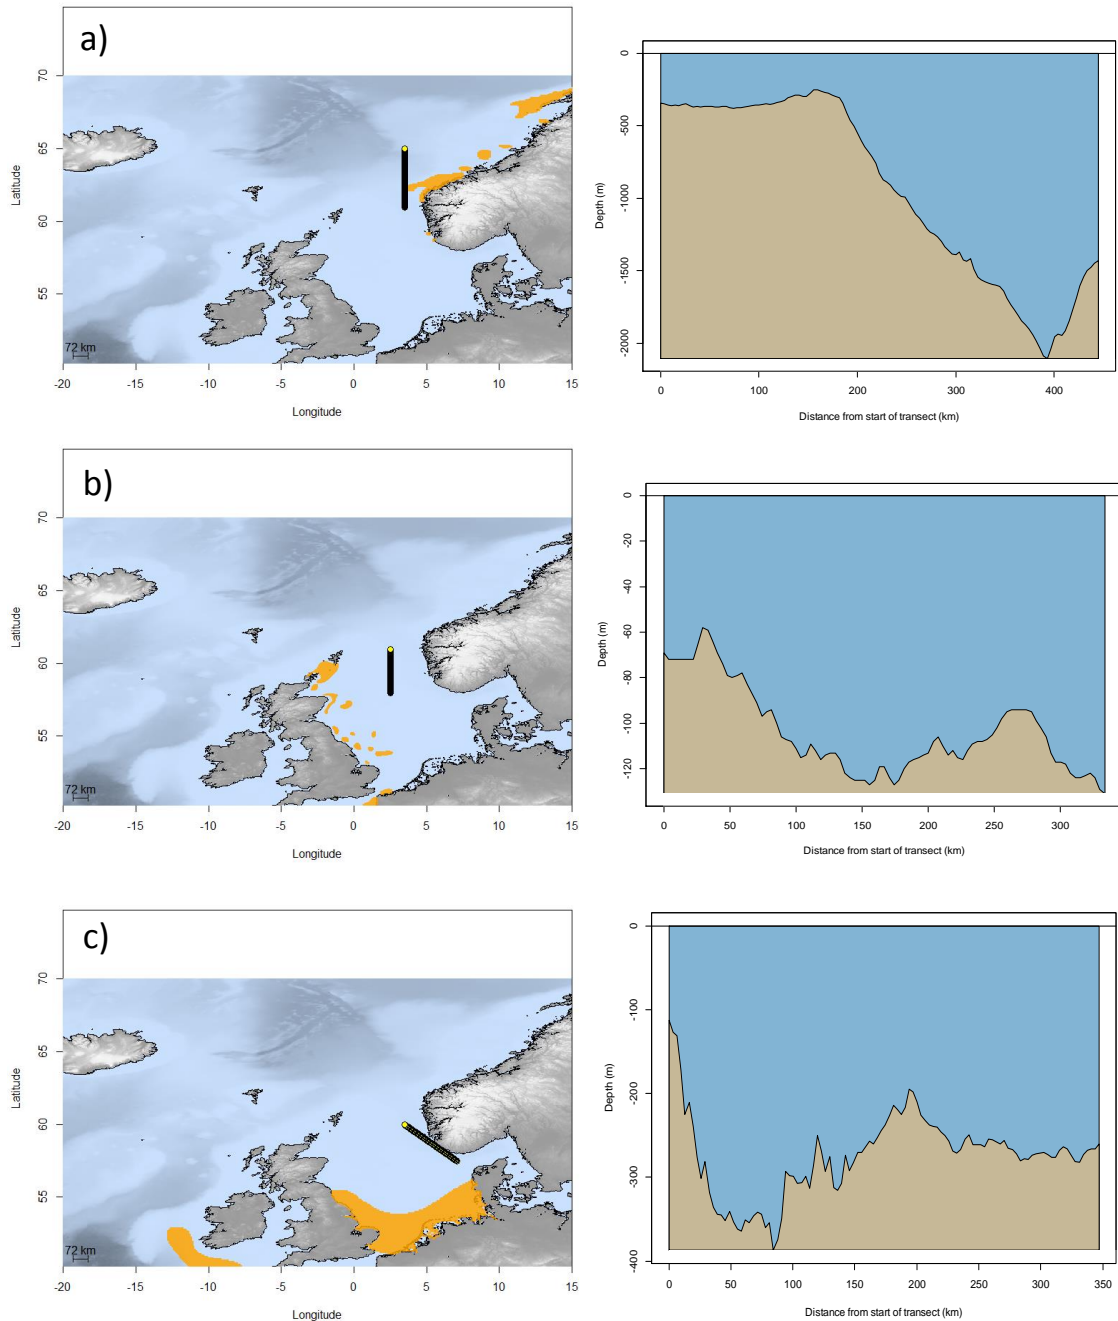 a)
70
65
60
55
Latitude
72 km
-20 -15 -10 -5 0 5 10 15
Longitude
0
-500
-1000
-1500
-2000
Depth (m)
0 100 200 300 400
Distance from start of transect (km)
b)
70
65
60
55
Latitude
72 km
-20 -15 -10 -5 0 5 10 15
Longitude
0
-20
-40
-60
-80
-100
-120
Depth (m)
0 50 100 150 200 250 300
Distance from start of transect (km)
c)
70
65
60
55
Latitude
72 km
-20 -15 -10 -5 0 5 10 15
Longitude
0
-100
-200
-300
-400
Depth (m)
0 50 100 150 200 250 300 350
Distance from start of transect (km)